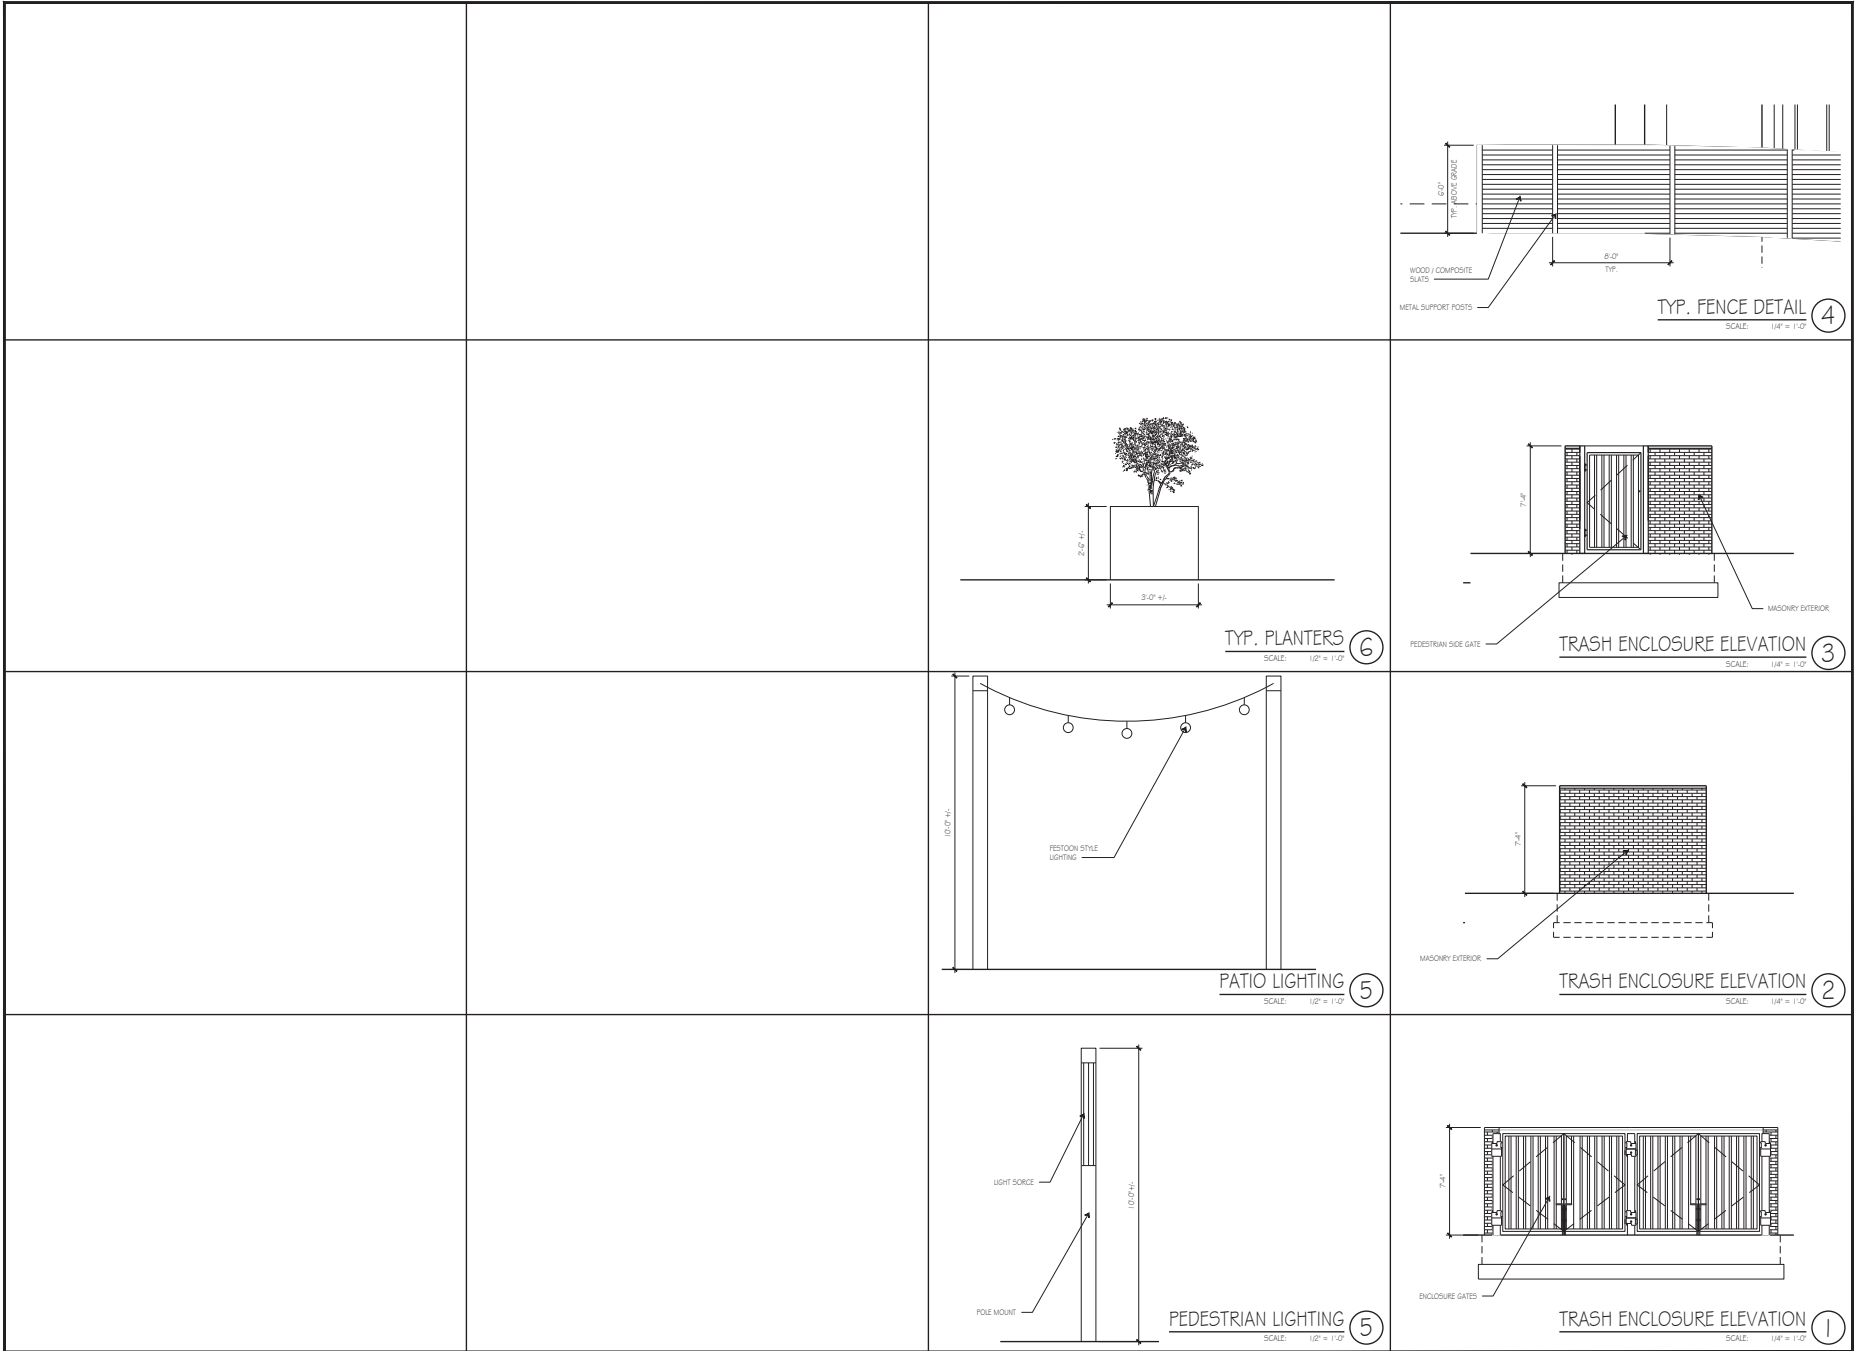 6'-0"
TYP. ABOVE GRADE
8'-0"
TYP.
WOOD / COMPOSITE
SLATS
METAL SUPPORT POSTS
TYP. FENCE DETAIL
4
SCALE: 1/4" = 1'-0"
2'-6" +/-
3'-0" +/-
TYP. PLANTERS
6
SCALE: 1/2" = 1'-0"
7'-4"
MASONRY EXTERIOR
PEDESTRIAN SIDE GATE
TRASH ENCLOSURE ELEVATION
3
SCALE: 1/4" = 1'-0"
10'-0" +/-
FESTOON STYLE
LIGHTING
PATIO LIGHTING
5
SCALE: 1/2" = 1'-0"
7'-4"
MASONRY EXTERIOR
TRASH ENCLOSURE ELEVATION
2
SCALE: 1/4" = 1'-0"
LIGHT SORCE
10'-0"+/-
POLE MOUNT
PEDESTRIAN LIGHTING
5
SCALE: 1/2" = 1'-0"
7'-4"
ENCLOSURE GATES
TRASH ENCLOSURE ELEVATION
1
SCALE: 1/4" = 1'-0"